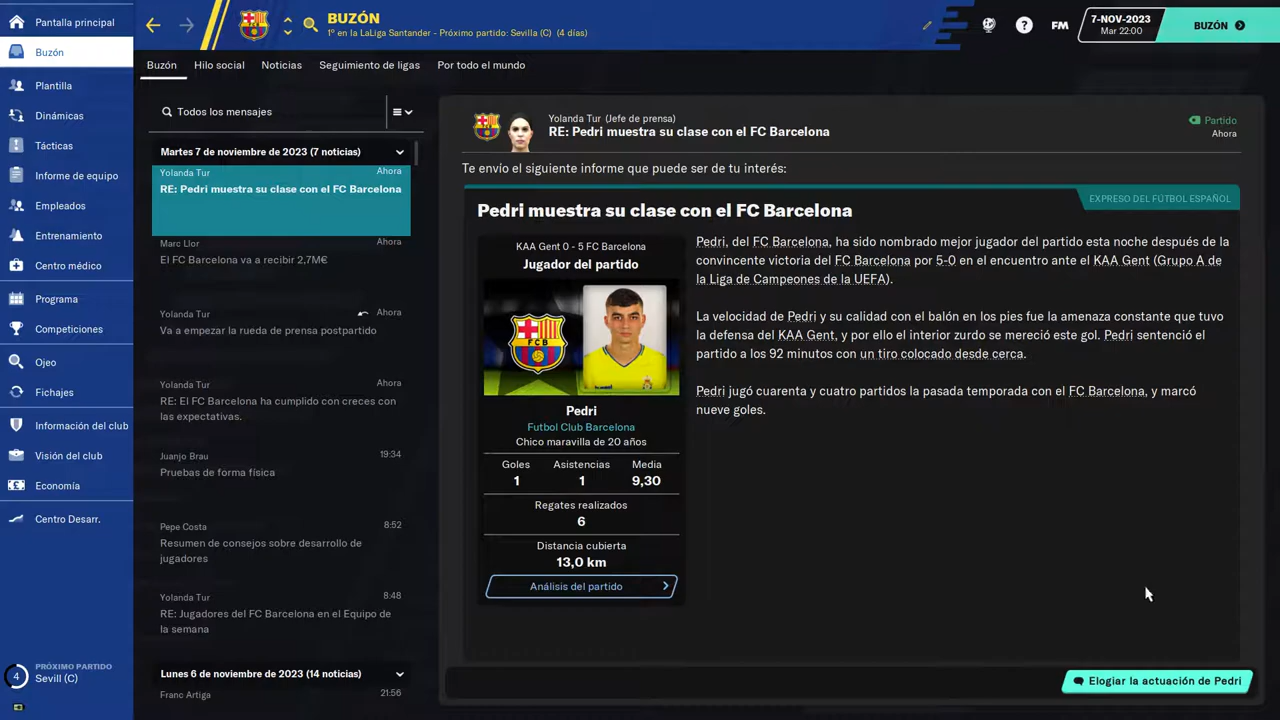 Pantalla principal
Buzón
Plantilla
Dinámicas
Tácticas
Informe de equipo
Empleados
Entrenamiento
Centro médico
Programa
Competiciones
Ojeo
Fichajes
Información del club
Visión del club
Economía
Centro Desarr.
4
PRÓXIMO PARTIDO
Sevill (C)
BUZÓN
1º en la LaLiga Santander - Próximo partido: Sevilla (C) (4 días)
?
FM
7-NOV-2023
Mar 22:00
BUZÓN
Buzón Hilo social Noticias Seguimiento de ligas Por todo el mundo
Todos los mensajes
Martes 7 de noviembre de 2023 (7 noticias)
Yolanda Tur Ahora
RE: Pedri muestra su clase con el FC Barcelona
Marc Llor Ahora
El FC Barcelona va a recibir 2,7M€
Yolanda Tur Ahora
Va a empezar la rueda de prensa postpartido
Yolanda Tur Ahora
RE: El FC Barcelona ha cumplido con creces con
las expectativas.
Juanjo Brau 19:34
Pruebas de forma física
Pepe Costa 8:52
Resumen de consejos sobre desarrollo de
jugadores
Yolanda Tur 8:48
RE: Jugadores del FC Barcelona en el Equipo de
la semana
Lunes 6 de noviembre de 2023 (14 noticias)
Franc Artiga 21:56
Yolanda Tur (Jefe de prensa)
RE: Pedri muestra su clase con el FC Barcelona
Partido
Ahora
Te envío el siguiente informe que puede ser de tu interés:
EXPRESO DEL FÚTBOL ESPAÑOL
Pedri muestra su clase con el FC Barcelona
KAA Gent 0 - 5 FC Barcelona
Jugador del partido
FCB
Pedri
Futbol Club Barcelona
Chico maravilla de 20 años
Goles Asistencias Media
1 1 9,30
Regates realizados
6
Distancia cubierta
13,0 km
Análisis del partido
Pedri, del FC Barcelona, ha sido nombrado mejor jugador del partido esta noche después de la
convincente victoria del FC Barcelona por 5-0 en el encuentro ante el KAA Gent (Grupo A de
la Liga de Campeones de la UEFA).
La velocidad de Pedri y su calidad con el balón en los pies fue la amenaza constante que tuvo
la defensa del KAA Gent, y por ello el interior zurdo se mereció este gol. Pedri sentenció el
partido a los 92 minutos con un tiro colocado desde cerca.
Pedri jugó cuarenta y cuatro partidos la pasada temporada con el FC Barcelona, y marcó
nueve goles.
Elogiar la actuación de Pedri